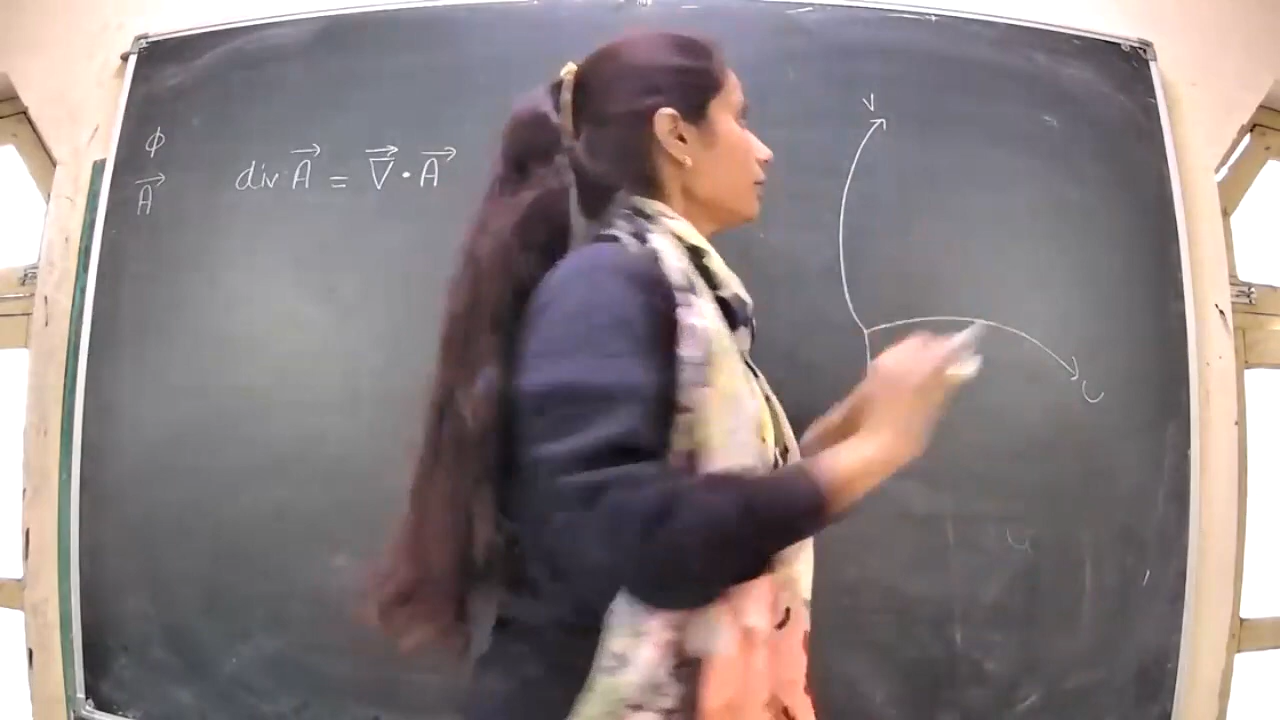 ϕ
A⃗
div A⃗ = ∇⃗ · A⃗
v
u